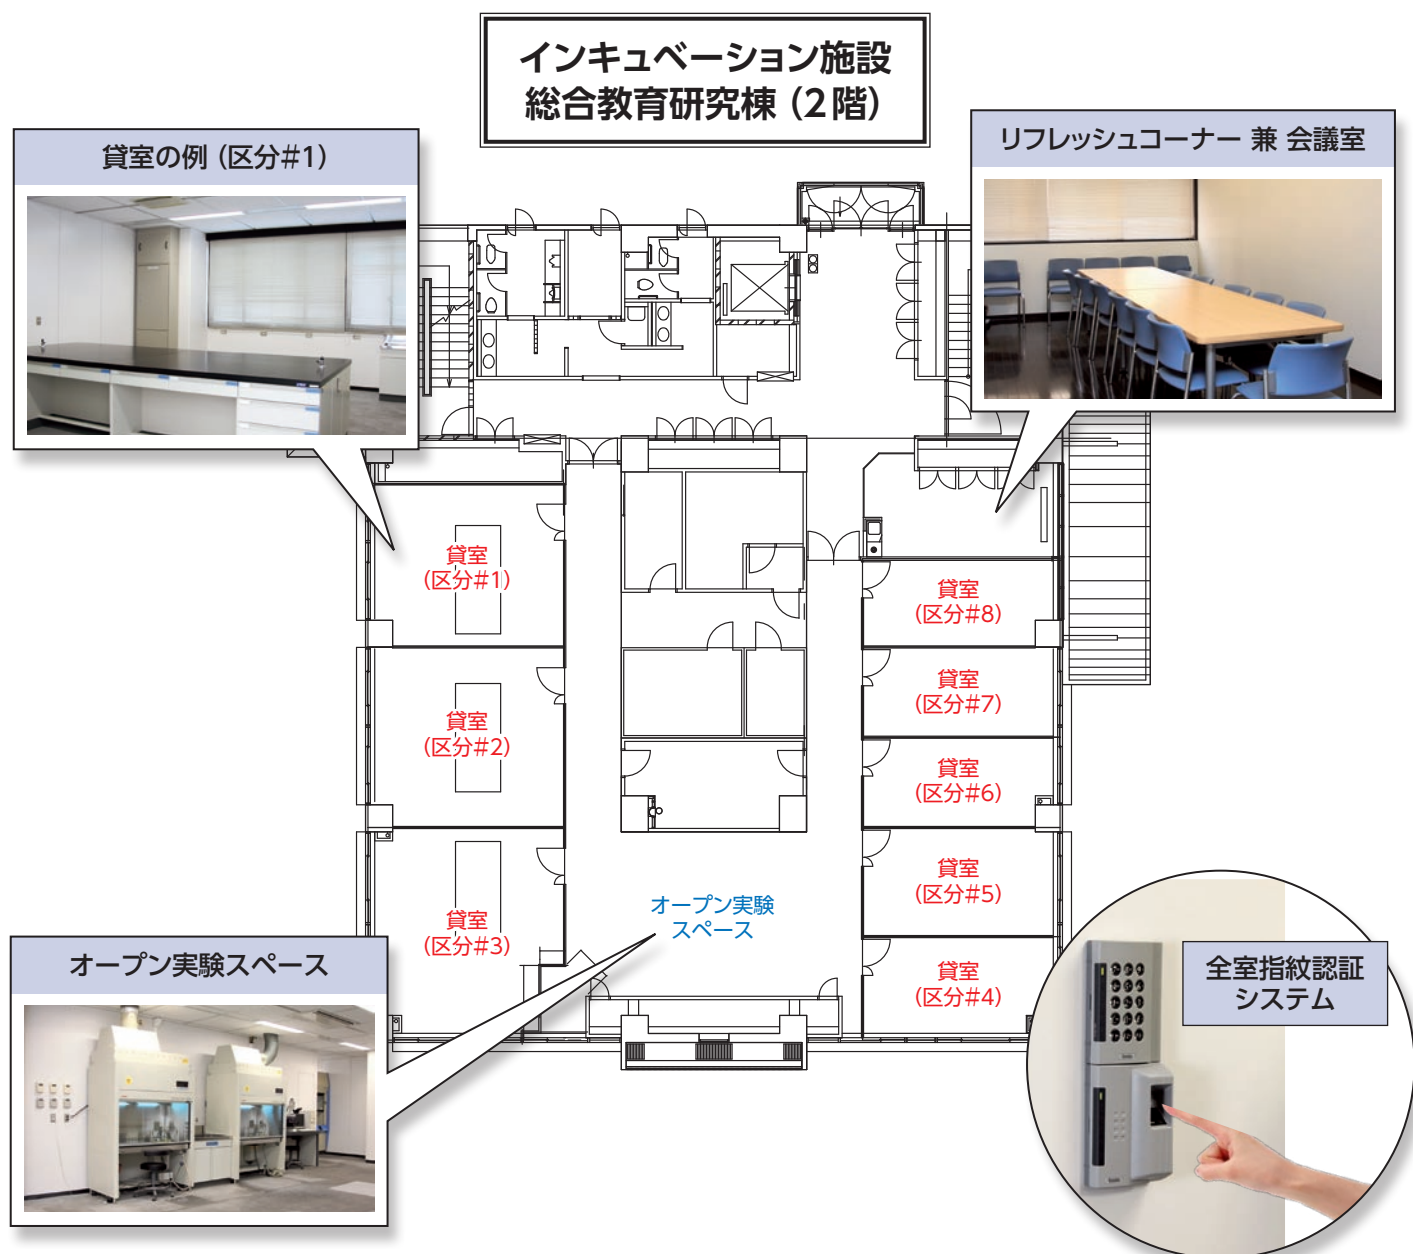 インキュベーション施設
総合教育研究棟（2階）
貸室の例（区分#1）
リフレッシュコーナー 兼 会議室
貸室
（区分#1）
貸室
（区分#8）
貸室
（区分#7）
貸室
（区分#2）
貸室
（区分#6）
貸室
（区分#5）
オープン実験
スペース
貸室
（区分#3）
貸室
（区分#4）
オープン実験スペース
全室指紋認証
システム